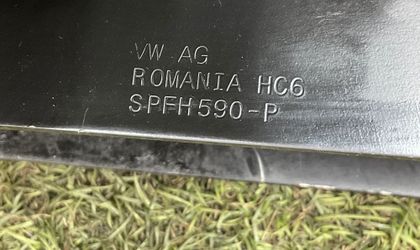 VW AG
ROMANIA HC6
SPFH590-P